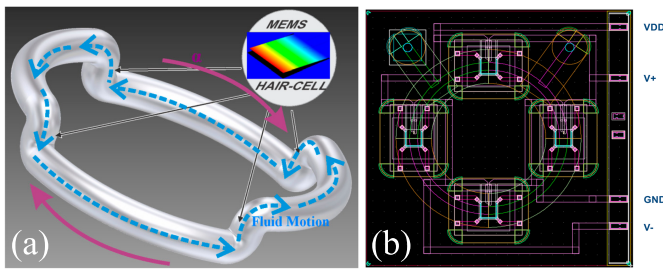 MEMS
HAIR-CELL
Fluid Motion
(a)
VDD
V+
GND
V-
(b)